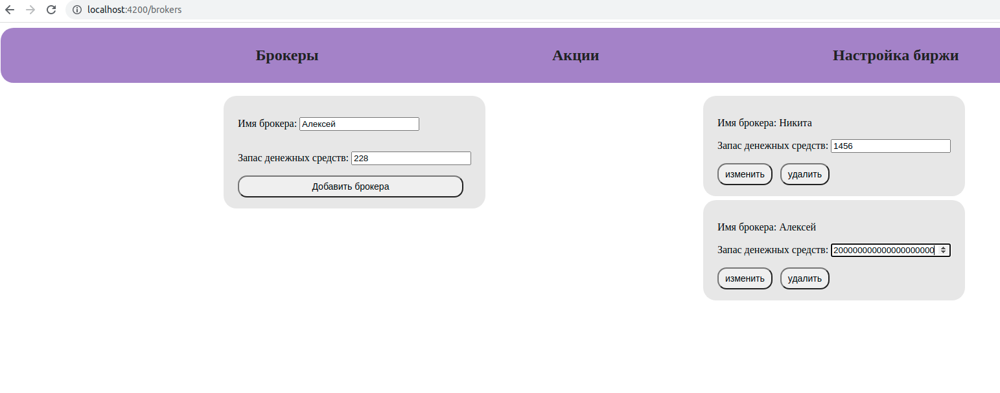 localhost:4200/brokers
Брокеры Акции Настройка биржи
Имя брокера: Алексей
Запас денежных средств: 228
Добавить брокера
Имя брокера: Никита
Запас денежных средств: 1456
изменить удалить
Имя брокера: Алексей
Запас денежных средств: 200000000000000000000
изменить удалить